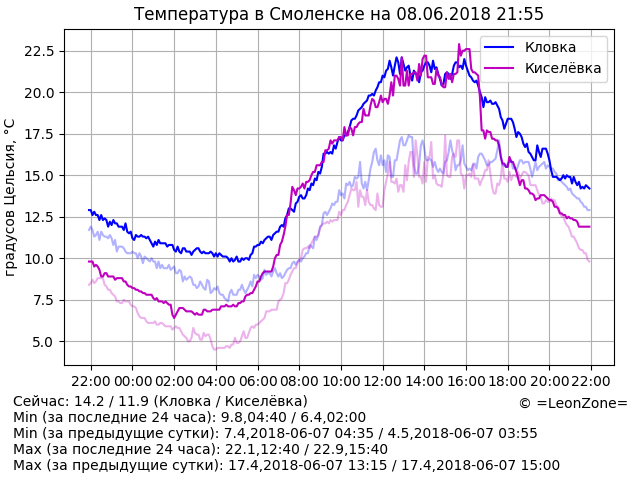 Температура в Смоленске на 08.06.2018 21:55
Кловка
Киселёвка
градусов Цельсия, °C
22.5
20.0
17.5
15.0
12.5
10.0
7.5
5.0
22:00 00:00 02:00 04:00 06:00 08:00 10:00 12:00 14:00 16:00 18:00 20:00 22:00
Сейчас: 14.2 / 11.9 (Кловка / Киселёвка)
© =LeonZone=
Min (за последние 24 часа): 9.8,04:40 / 6.4,02:00
Min (за предыдущие сутки): 7.4,2018-06-07 04:35 / 4.5,2018-06-07 03:55
Max (за последние 24 часа): 22.1,12:40 / 22.9,15:40
Max (за предыдущие сутки): 17.4,2018-06-07 13:15 / 17.4,2018-06-07 15:00